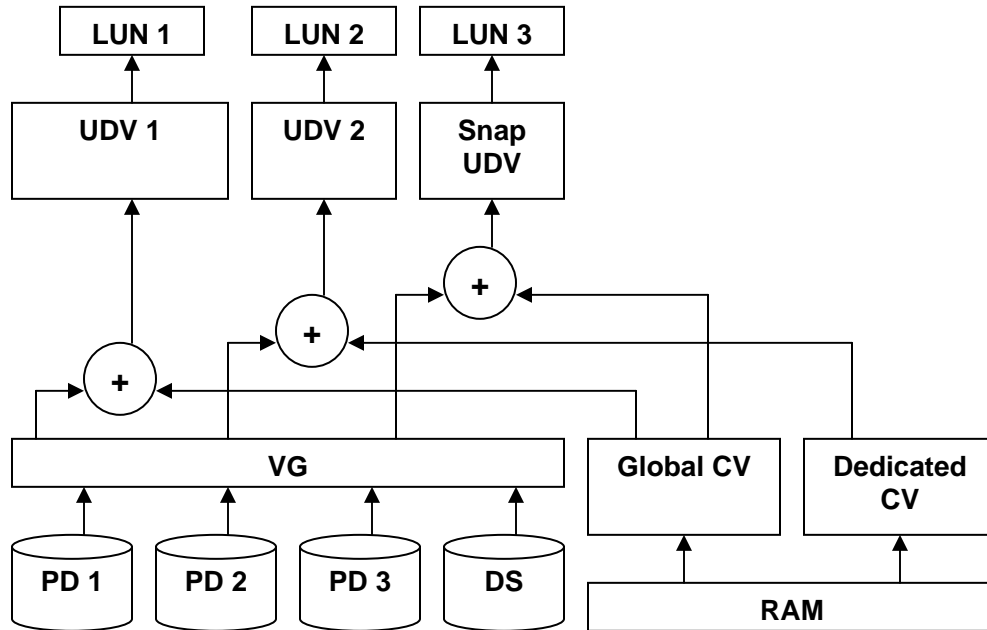 LUN 1
LUN 2
LUN 3
UDV 1
UDV 2
Snap
UDV
+
+
+
VG
Global CV
Dedicated
CV
PD 1
PD 2
PD 3
DS
RAM